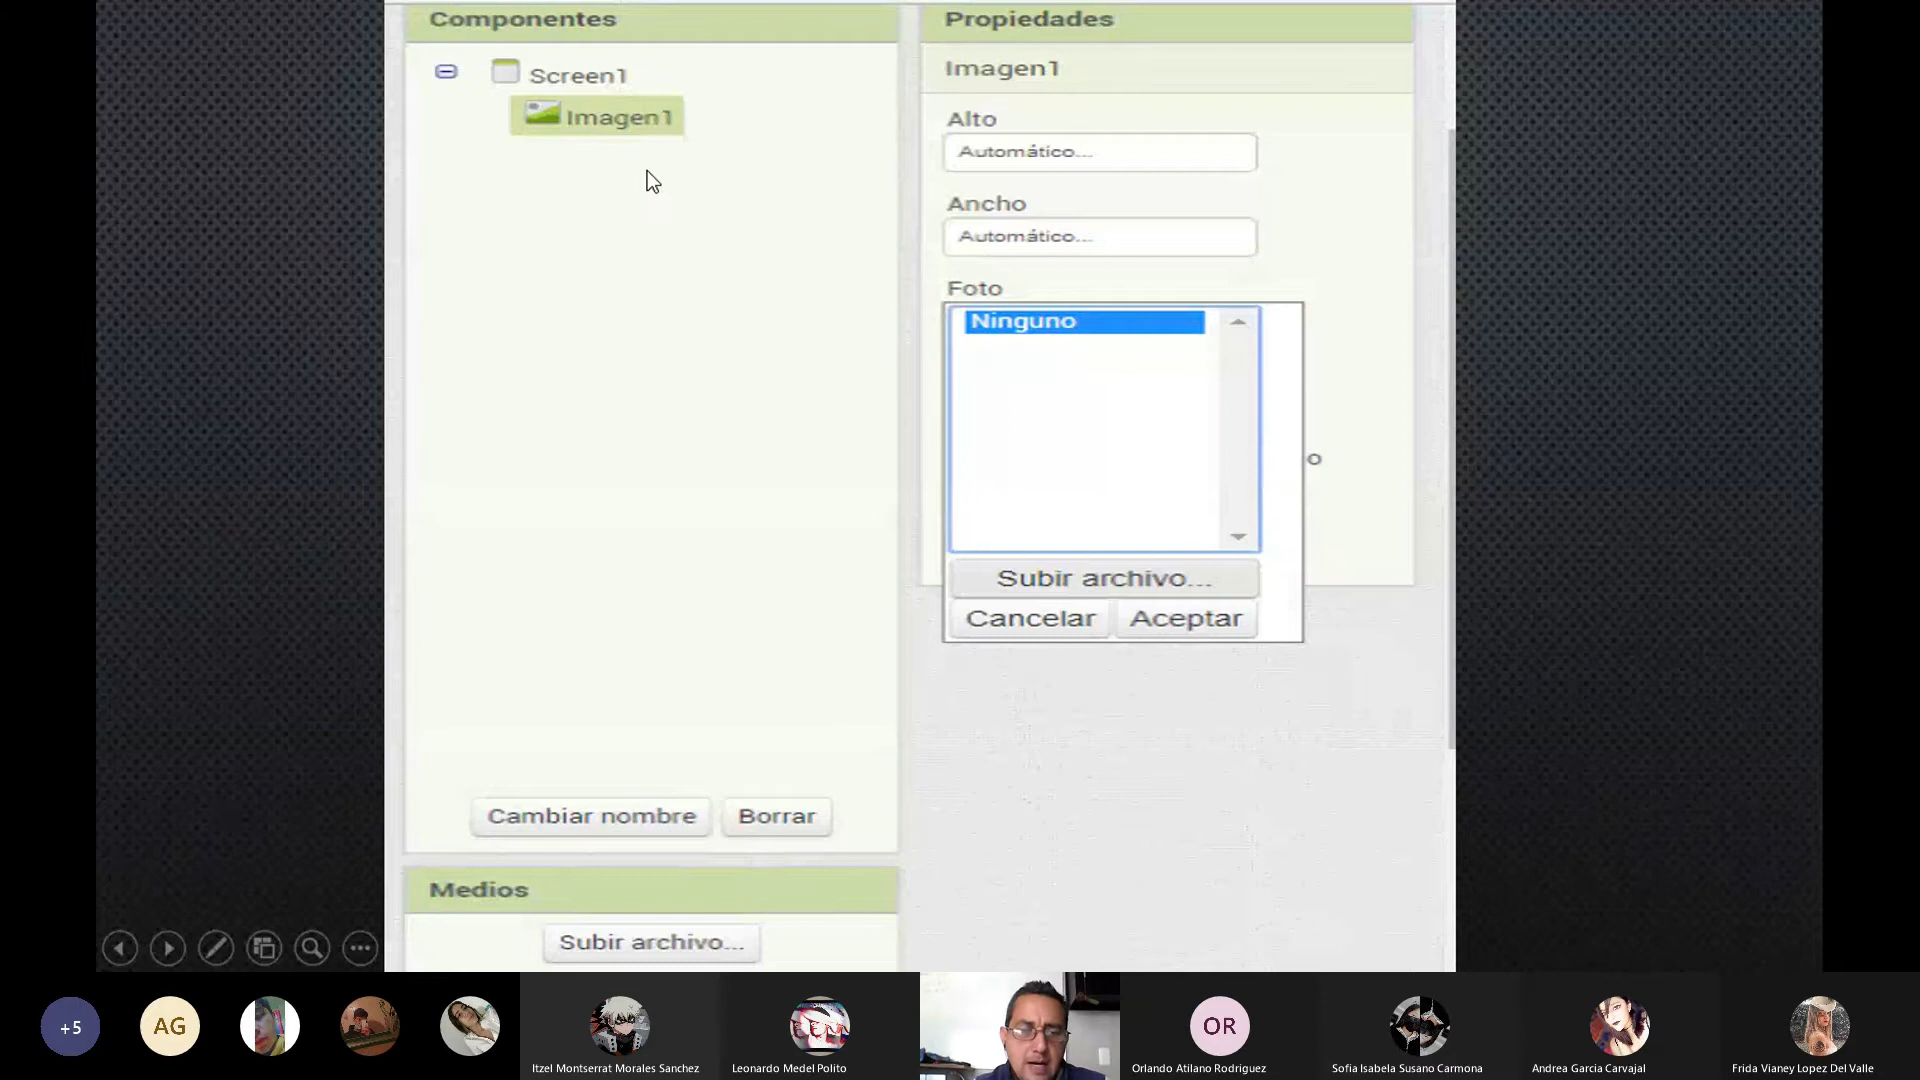 Componentes
Screen1
Imagen1
Cambiar nombre
Borrar
Medios
Subir archivo...
Propiedades
Imagen1
Alto
Automático...
Ancho
Automático...
Foto
Ninguno
o
Subir archivo...
Cancelar
Aceptar
+5
AG
Itzel Montserrat Morales Sanchez
Leonardo Medel Polito
OR
Orlando Atilano Rodriguez
Sofia Isabela Susano Carmona
Andrea Garcia Carvajal
Frida Vianey Lopez Del Valle